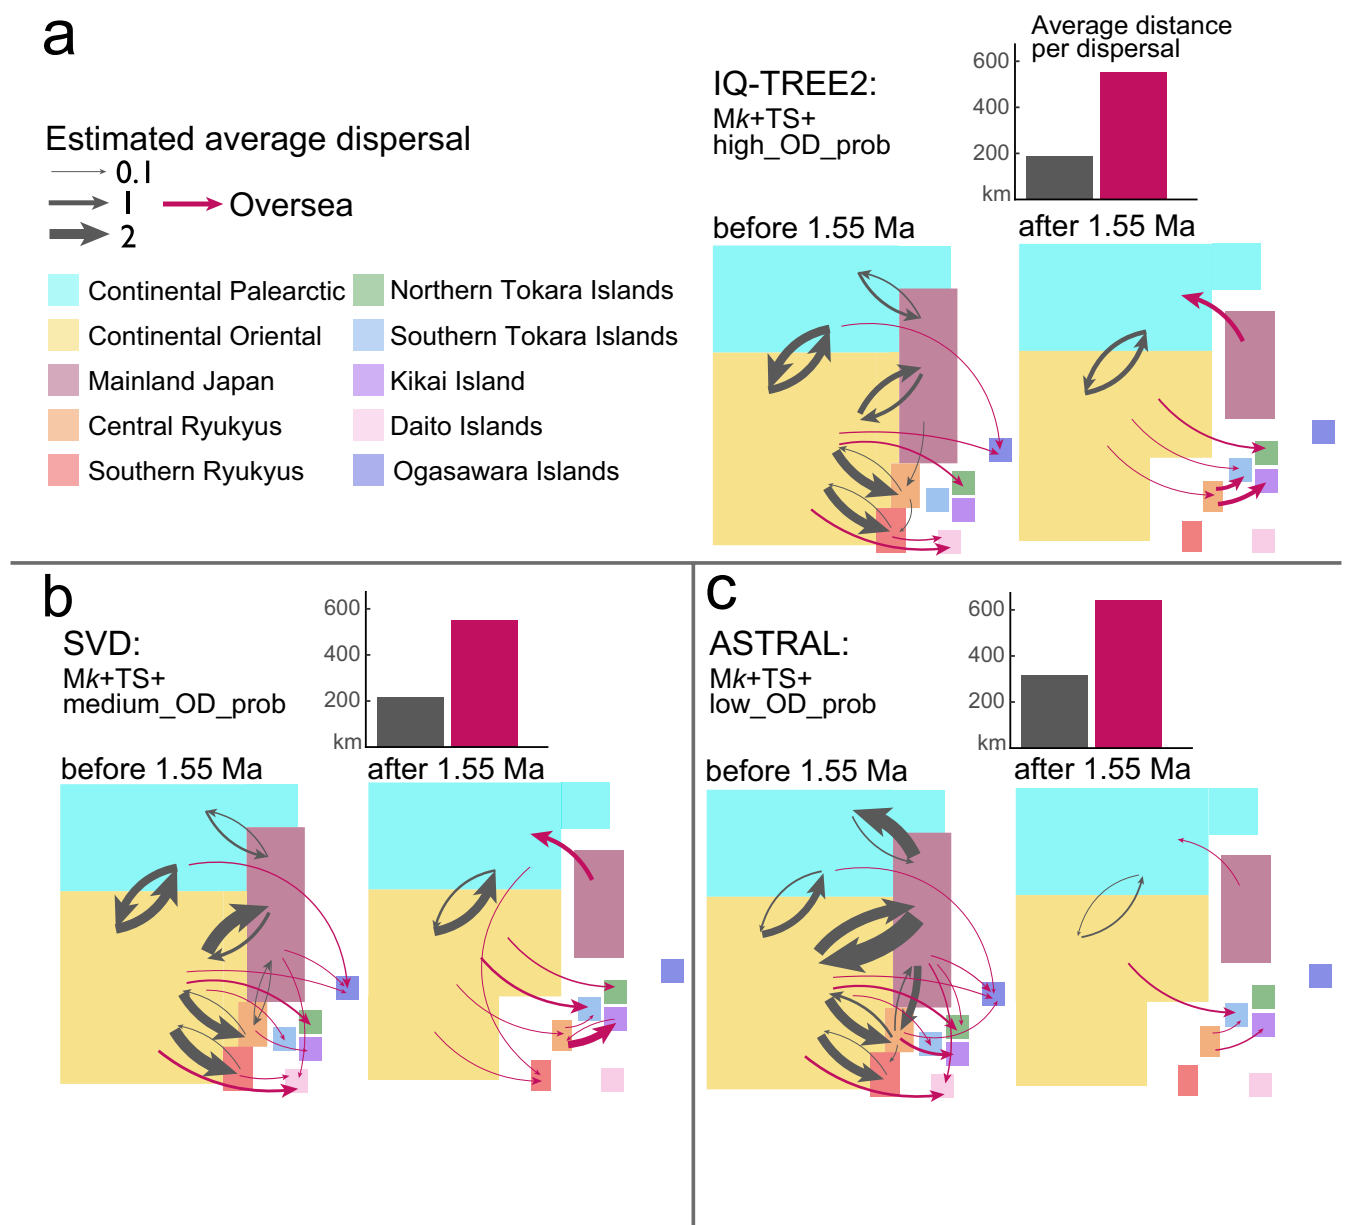 a
Estimated average dispersal
0.1
1
2
Oversea
Continental Palearctic
Continental Oriental
Mainland Japan
Central Ryukyus
Southern Ryukyus
Northern Tokara Islands
Southern Tokara Islands
Kikai Island
Daito Islands
Ogasawara Islands
IQ-TREE2:
Mk+TS+
high_OD_prob
Average distance
per dispersal
600
400
200
km
before 1.55 Ma
after 1.55 Ma
b
SVD:
Mk+TS+
medium_OD_prob
600
400
200
km
before 1.55 Ma
after 1.55 Ma
c
ASTRAL:
Mk+TS+
low_OD_prob
600
400
200
km
before 1.55 Ma
after 1.55 Ma